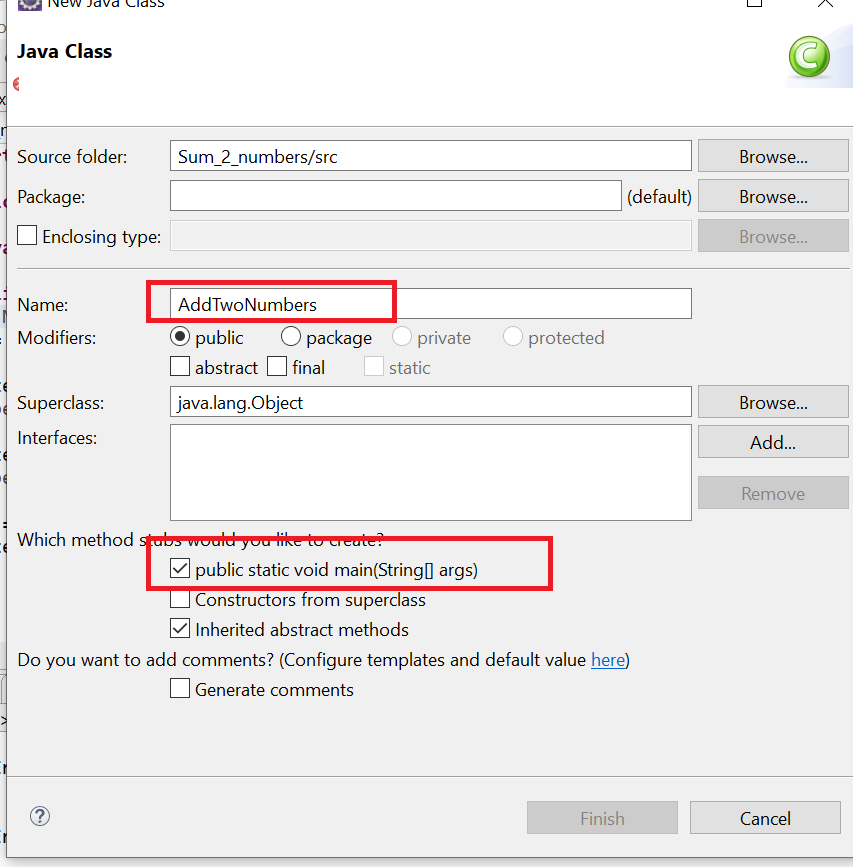 New Java Class
Java Class
Source folder: Sum_2_numbers/src Browse...
Package: (default) Browse...
Enclosing type: Browse...
Name: AddTwoNumbers
Modifiers: public package private protected
abstract final static
Superclass: java.lang.Object Browse...
Interfaces: Add...
Remove
Which method stubs would you like to create?
public static void main(String[] args)
Constructors from superclass
Inherited abstract methods
Do you want to add comments? (Configure templates and default value here)
Generate comments
? Finish Cancel